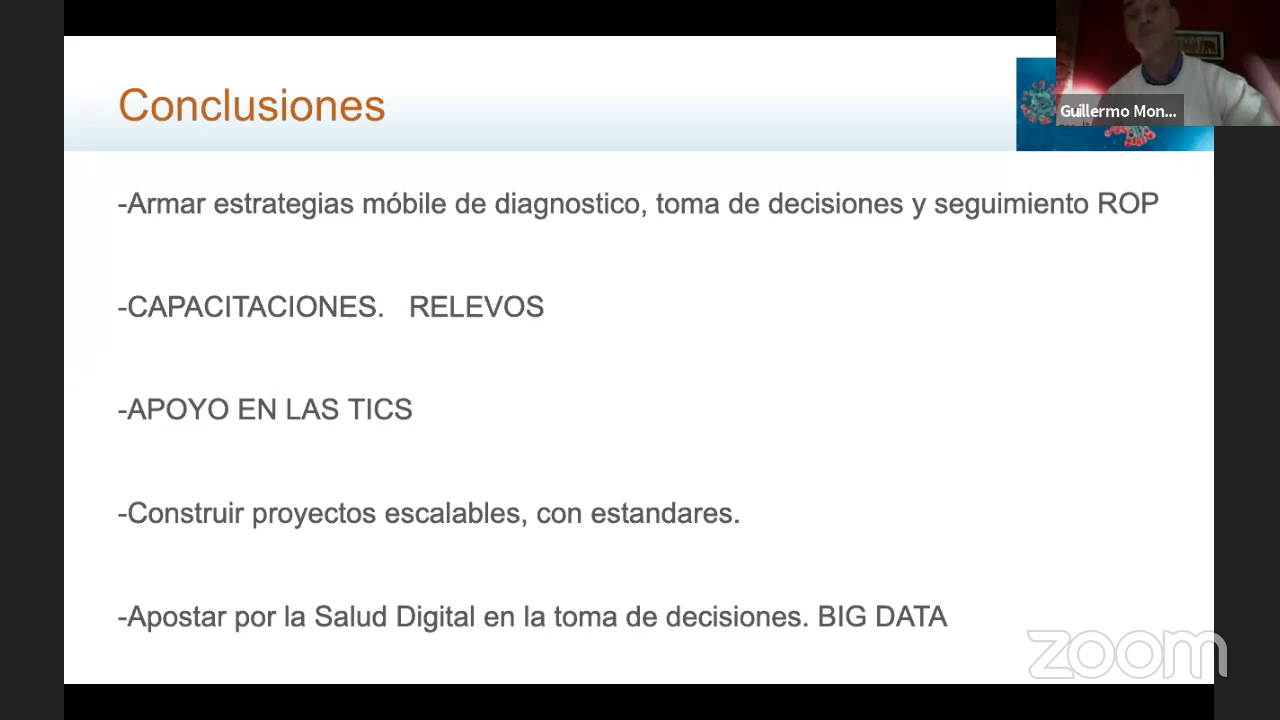 Conclusiones
Guillermo Mon...
-Armar estrategias móbile de diagnostico, toma de decisiones y seguimiento ROP
-CAPACITACIONES. RELEVOS
-APOYO EN LAS TICS
-Construir proyectos escalables, con estandares.
-Apostar por la Salud Digital en la toma de decisiones. BIG DATA
zoom